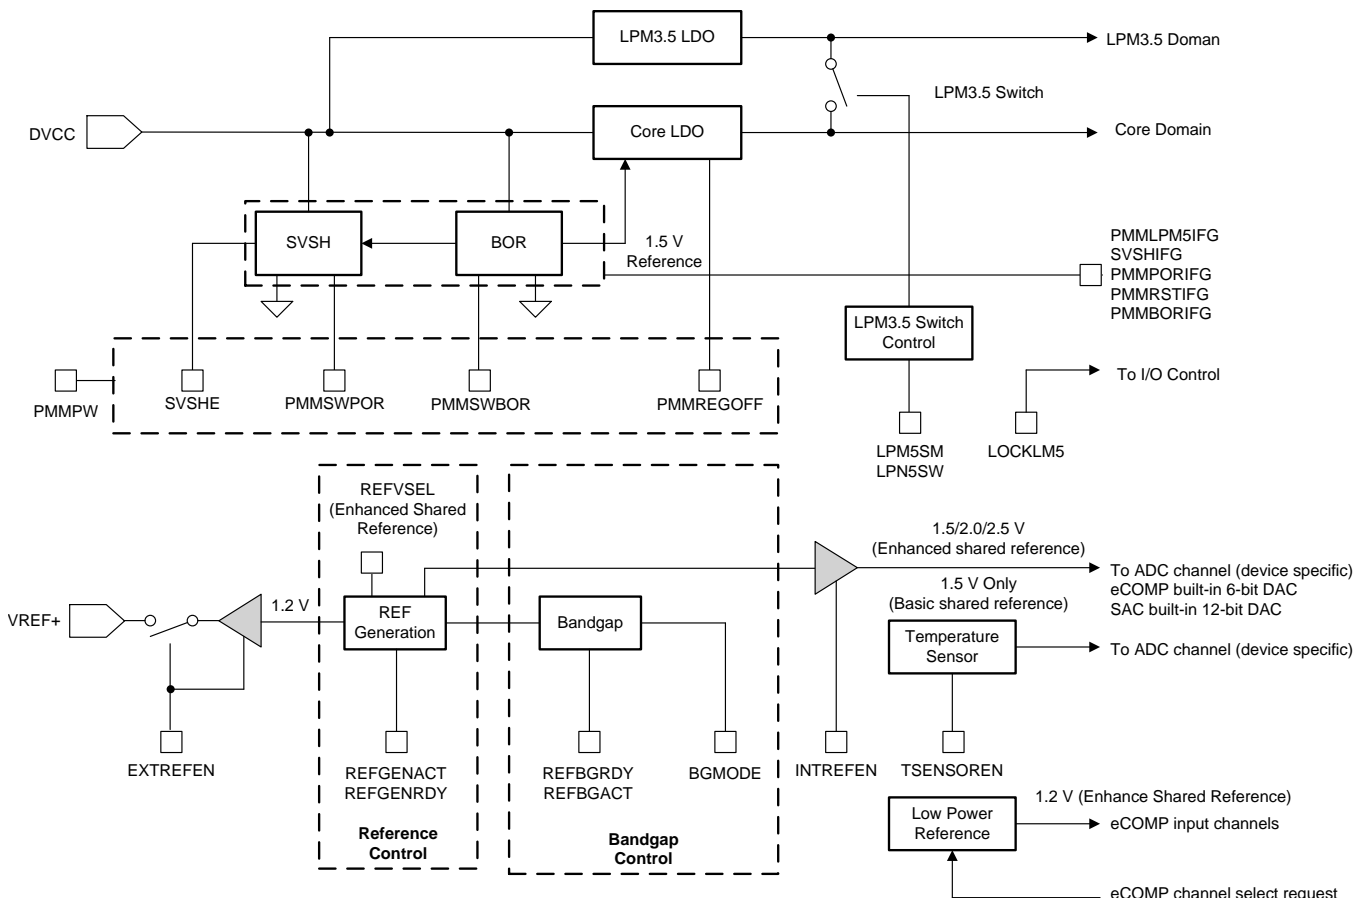 LPM3.5 LDO
LPM3.5 Doman
LPM3.5 Switch
DVCC
Core LDO
Core Domain
SVSH
BOR
1.5 V
Reference
PMMLPM5IFG
SVSHIFG
PMMPORIFG
PMMRSTIFG
PMMBORIFG
LPM3.5 Switch
Control
To I/O Control
PMMPW
SVSHE
PMMSWPOR
PMMSWBOR
PMMREGOFF
LPM5SM
LPN5SW
LOCKLM5
REFVSEL
(Enhanced Shared
Reference)
1.5/2.0/2.5 V
(Enhanced shared reference)
To ADC channel (device specific)
eCOMP built-in 6-bit DAC
SAC built-in 12-bit DAC
1.5 V Only
(Basic shared reference)
VREF+
1.2 V
REF
Generation
Bandgap
Temperature
Sensor
To ADC channel (device specific)
EXTREFEN
REFGENACT
REFGENRDY
REFBGRDY
REFBGACT
BGMODE
INTREFEN
TSENSOREN
Reference
Control
Bandgap
Control
1.2 V (Enhance Shared Reference)
Low Power
Reference
eCOMP input channels
eCOMP channel select request